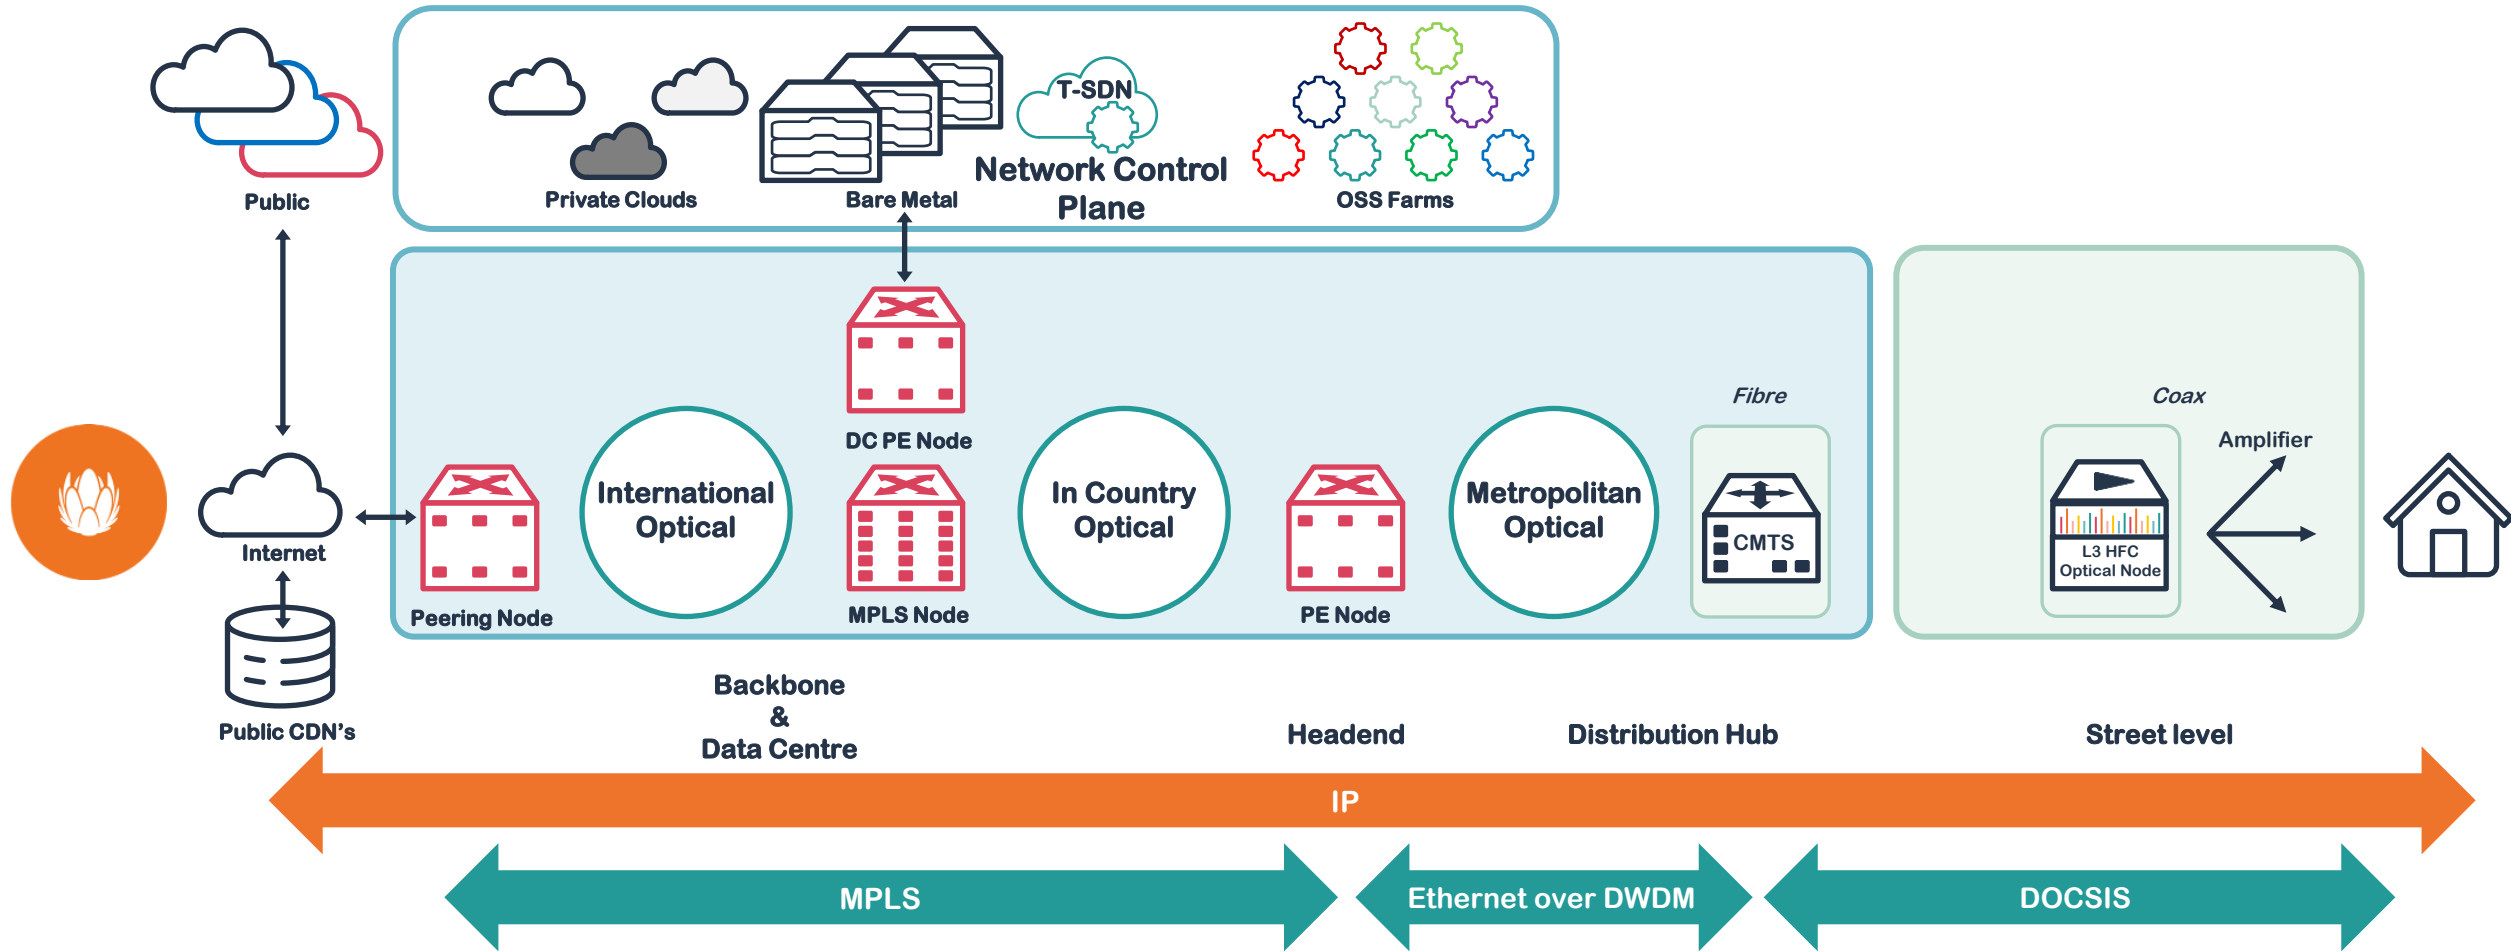 T-SDN
Network Control
Plane
Public
Private Clouds
Bare Metal
OSS Farms
Fibre
Coax
DC PE Node
Amplifier
International
Optical
In Country
Optical
Metropolitan
Optical
CMTS
L3 HFC
Optical Node
Internet
Peering Node
MPLS Node
PE Node
Public CDN's
Backbone
&
Data Centre
Headend
Distribution Hub
Street level
IP
MPLS
Ethernet over DWDM
DOCSIS